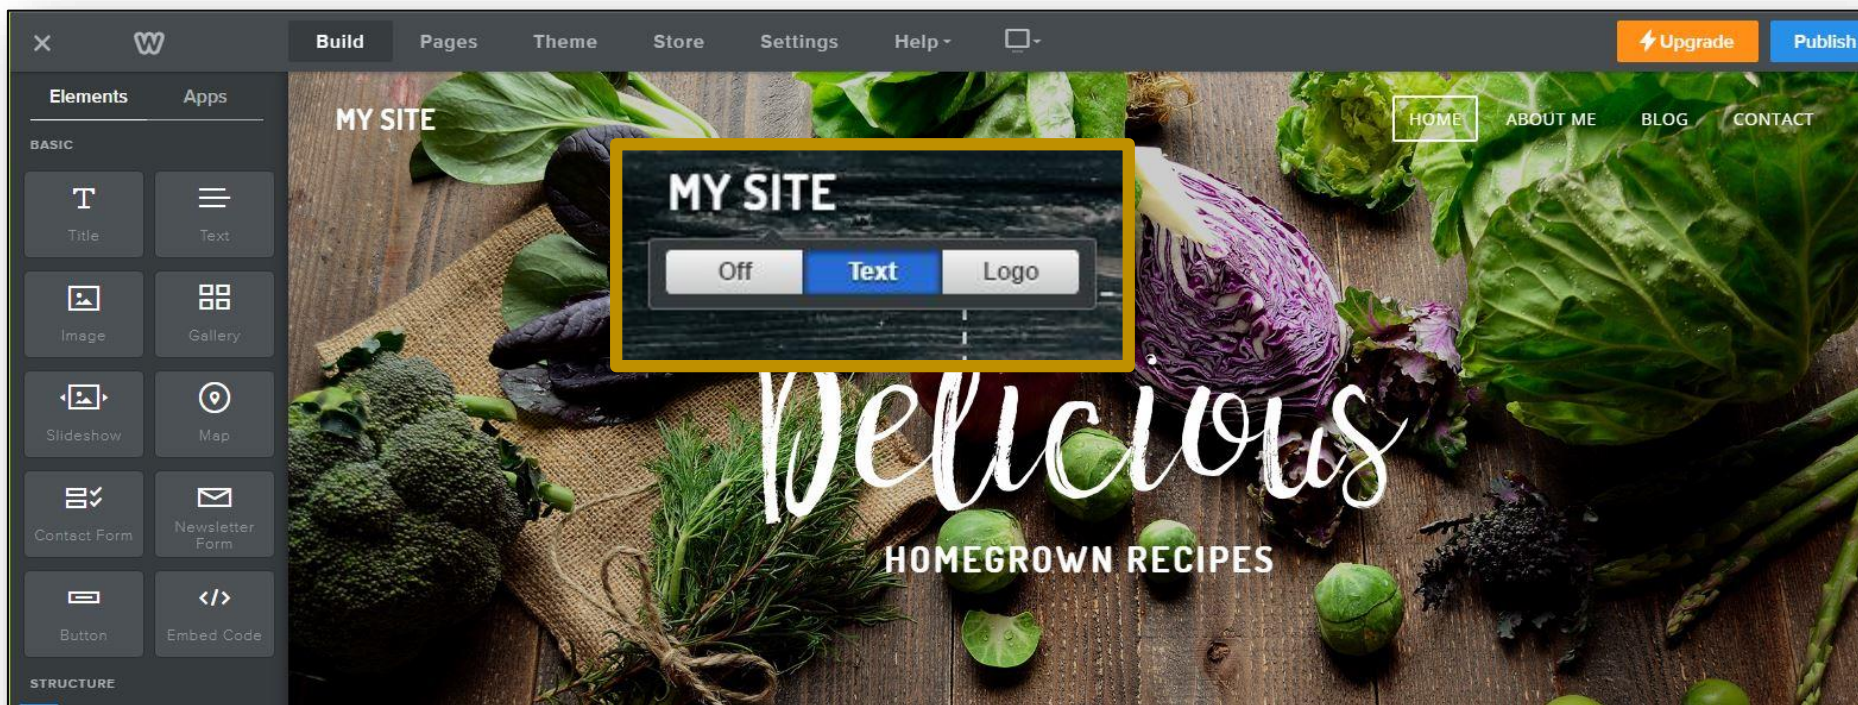 Build Pages Theme Store Settings Help Upgrade Publish
Elements Apps
BASIC
Title Text
Image Gallery
Slideshow Map
Contact Form Newsletter Form
Button Embed Code
STRUCTURE
MY SITE HOME ABOUT ME BLOG CONTACT
MY SITE
Off Text Logo
Delicious
HOMEGROWN RECIPES